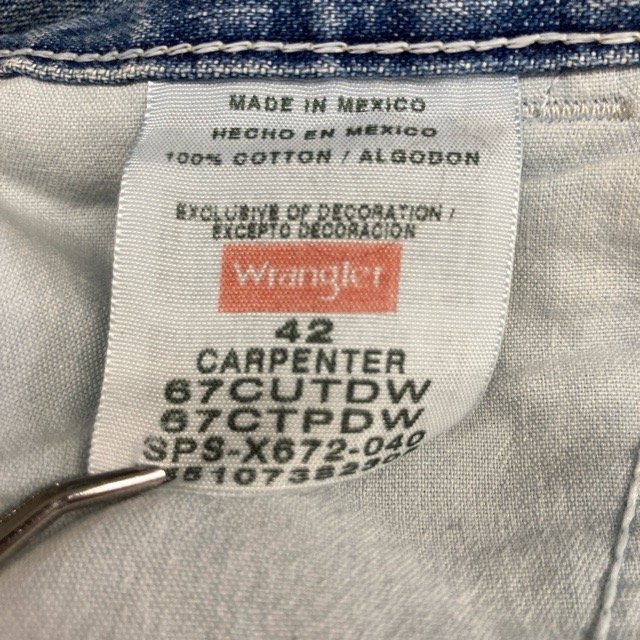 MADE IN MEXICO
HECHO EN MEXICO
100% COTTON / ALGODON
EXCLUSIVE OF DECORATION /
EXCEPTO DECORACION
Wrangler
42
CARPENTER
67CUTDW
67CTPDW
SPS-X672-040